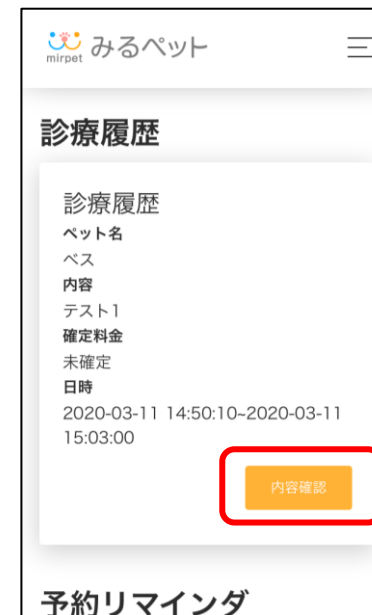 mirpet みるペット
診療履歴
診療履歴
ペット名
ベス
内容
テスト1
確定料金
未確定
日時
2020-03-11 14:50:10~2020-03-11
15:03:00
内容確認
予約リマインダ